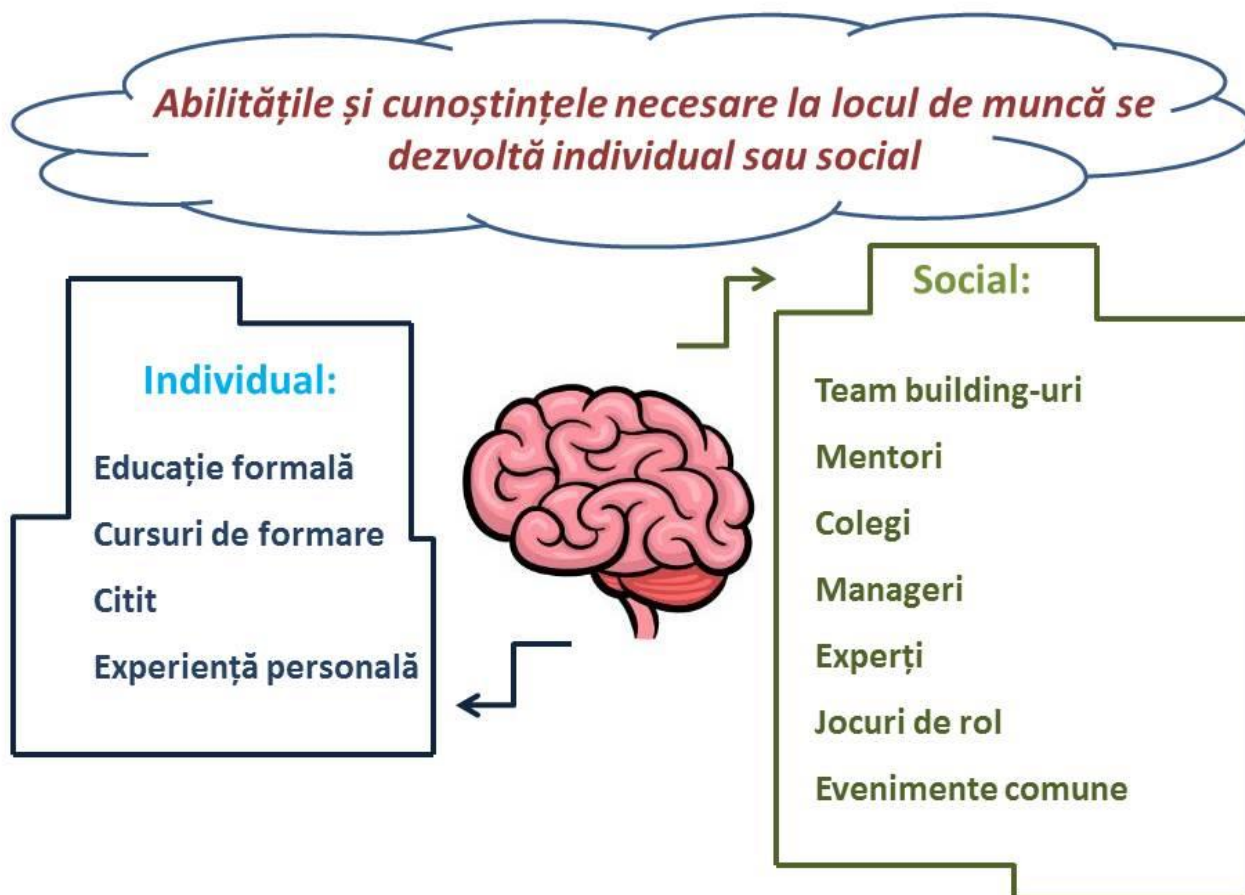 Abilitățile și cunoștințele necesare la locul de muncă se
dezvoltă individual sau social
Individual:
Educație formală
Cursuri de formare
Citit
Experiență personală
Social:
Team building-uri
Mentori
Colegi
Manageri
Experți
Jocuri de rol
Evenimente comune